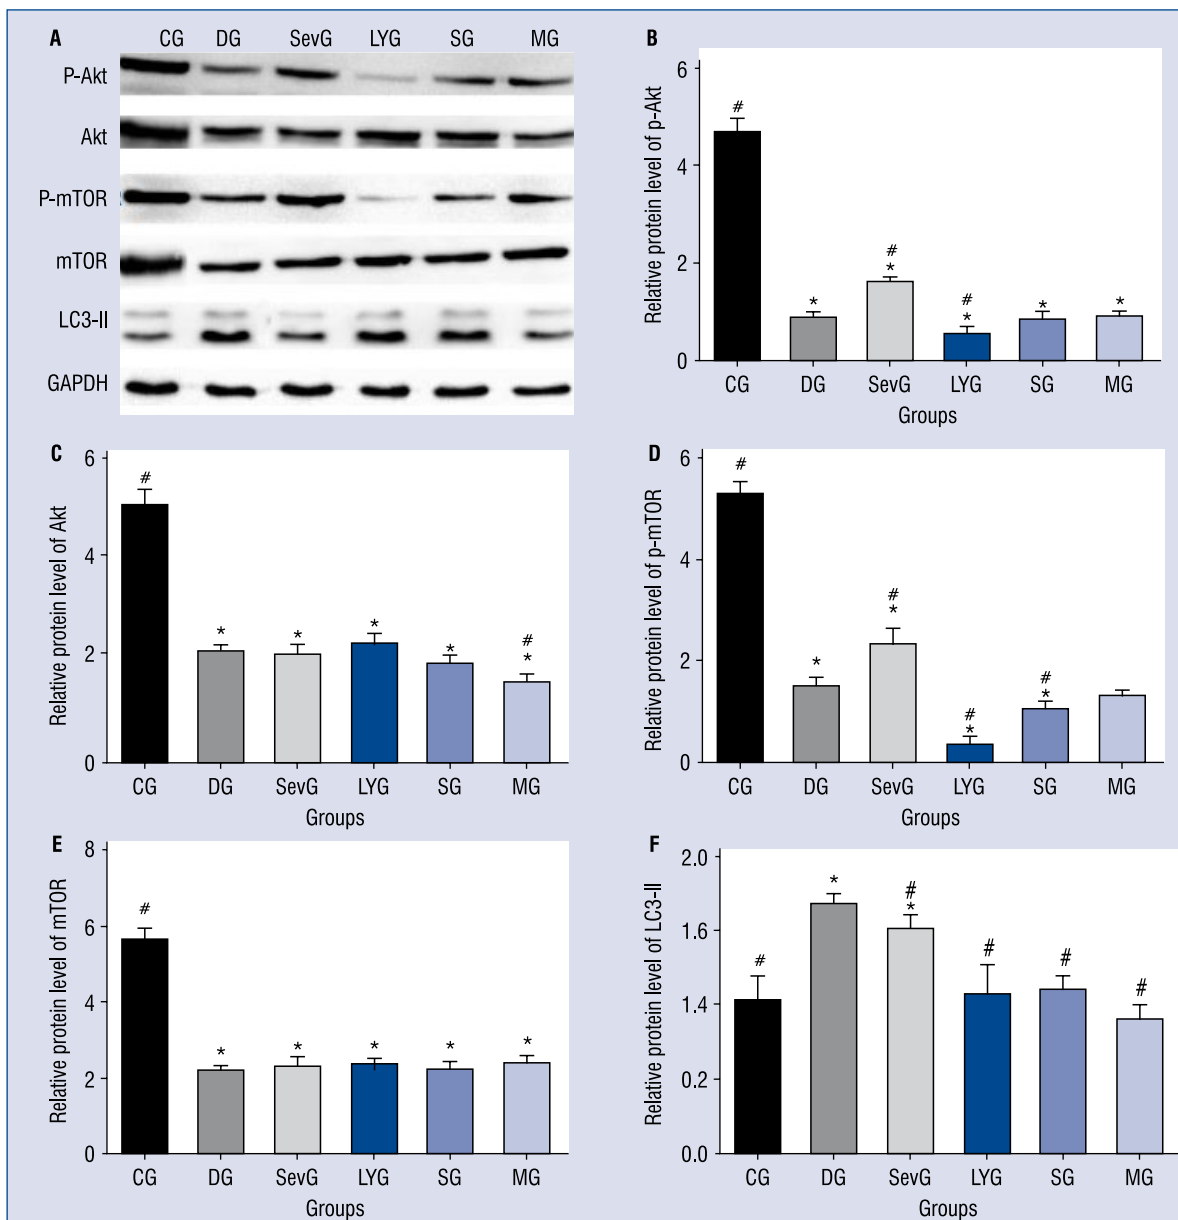 A
CG DG SevG LYG SG MG
P-Akt
Akt
P-mTOR
mTOR
LC3-II
GAPDH
B
Relative protein level of p-Akt
6
4
2
0
# * # * # * * *
CG DG SevG LYG SG MG
Groups
C
Relative protein level of Akt
6
4
2
0
# * * * * # *
CG DG SevG LYG SG MG
Groups
D
Relative protein level of p-mTOR
6
4
2
0
# * # * # * # *
CG DG SevG LYG SG MG
Groups
E
Relative protein level of mTOR
8
6
4
2
0
# * * * * *
CG DG SevG LYG SG MG
Groups
F
Relative protein level of LC3-II
2.0
1.6
1.4
0.2
0.0
# * # * # # #
CG DG SevG LYG SG MG
Groups